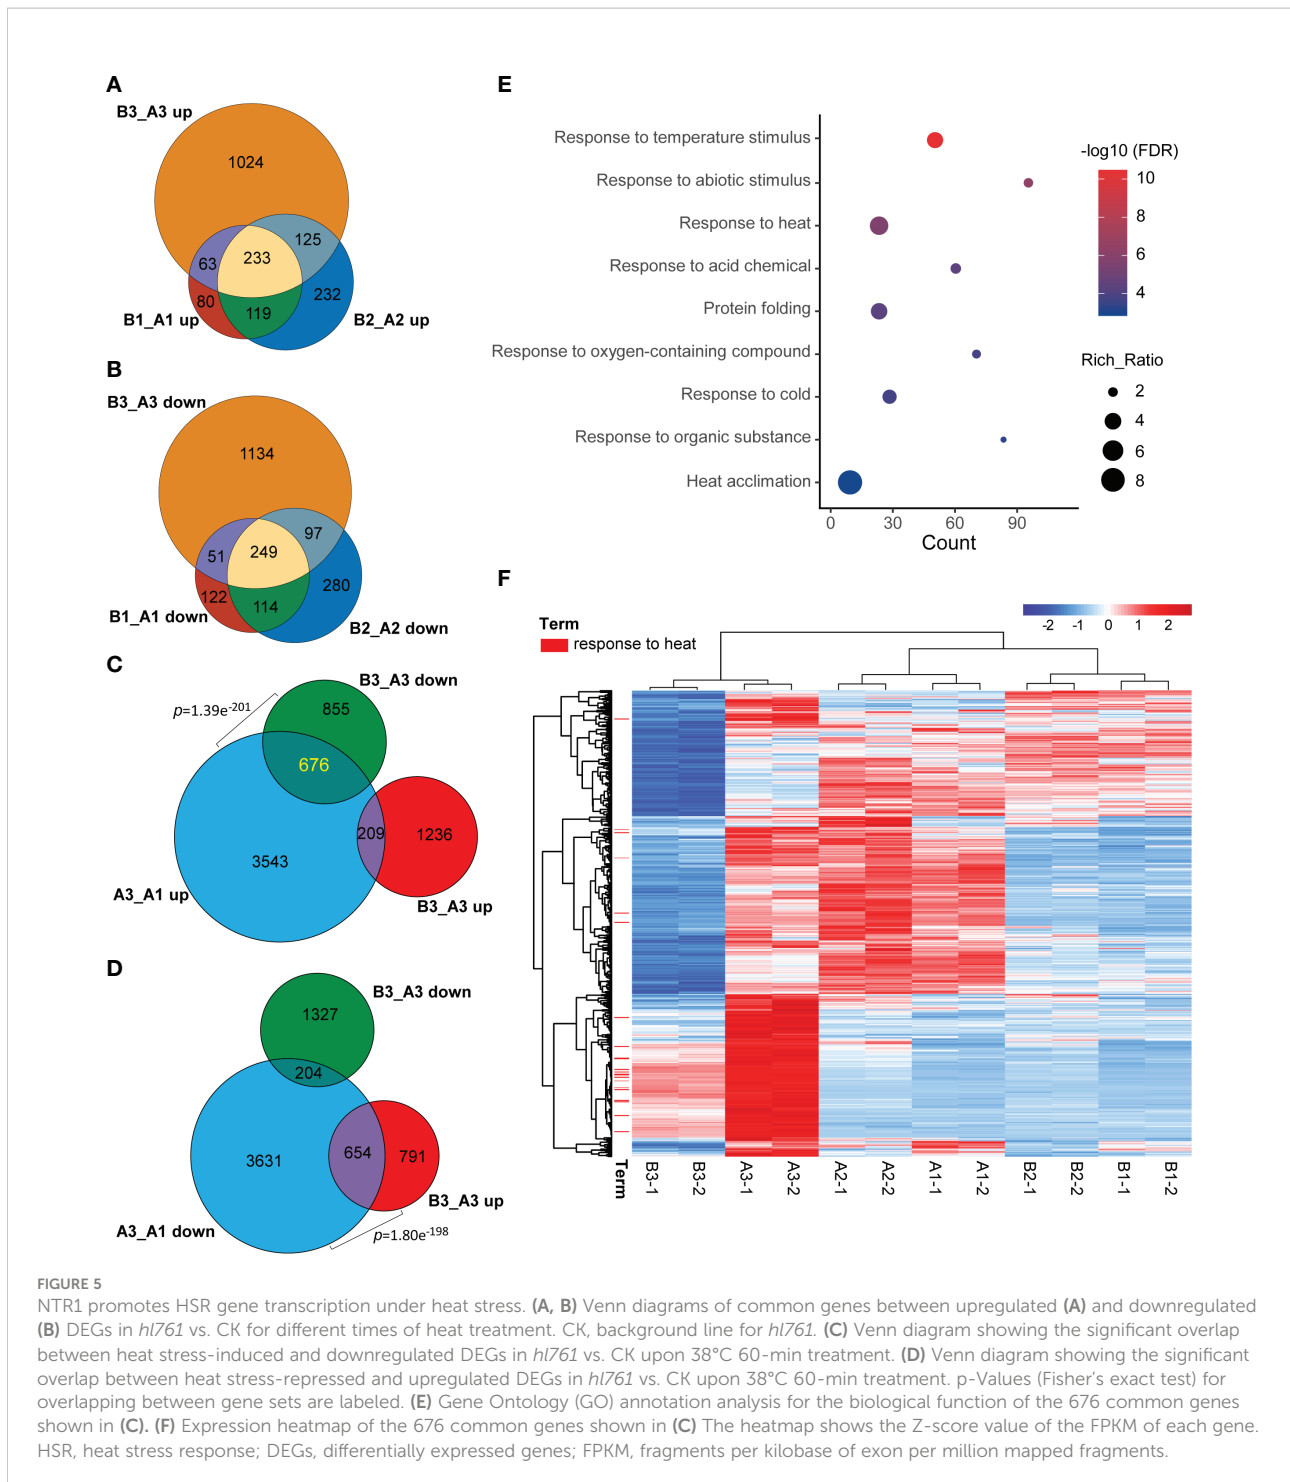 A
B3_A3 up
1024
125
63
233
80
119
232
B1_A1 up
B2_A2 up
B
B3_A3 down
1134
97
51
249
280
122
114
B1_A1 down
B2_A2 down
C
B3_A3 down
p=1.39e-201
855
676
209
1236
3543
A3_A1 up
B3_A3 up
D
B3_A3 down
1327
204
3631
654
791
B3_A3 up
A3_A1 down
p=1.80e-198
E
Response to temperature stimulus
Response to abiotic stimulus
Response to heat
Response to acid chemical
Protein folding
Response to oxygen-containing compound
Response to cold
Response to organic substance
Heat acclimation
0 30 60 90
Count
-log10 (FDR)
10
8
6
4
Rich_Ratio
2
4
6
8
F
Term
response to heat
-2 -1 0 1 2
Term B3-1 B3-2 A3-1 A3-2 A2-1 A2-2 A1-1 A1-2 B2-1 B2-2 B1-1 B1-2
FIGURE 5
NTR1 promotes HSR gene transcription under heat stress. (A, B) Venn diagrams of common genes between upregulated (A) and downregulated
(B) DEGs in hl761 vs. CK for different times of heat treatment. CK, background line for hl761. (C) Venn diagram showing the significant overlap
between heat stress-induced and downregulated DEGs in hl761 vs. CK upon 38°C 60-min treatment. (D) Venn diagram showing the significant
overlap between heat stress-repressed and upregulated DEGs in hl761 vs. CK upon 38°C 60-min treatment. p-Values (Fisher's exact test) for
overlapping between gene sets are labeled. (E) Gene Ontology (GO) annotation analysis for the biological function of the 676 common genes
shown in (C). (F) Expression heatmap of the 676 common genes shown in (C) The heatmap shows the Z-score value of the FPKM of each gene.
HSR, heat stress response; DEGs, differentially expressed genes; FPKM, fragments per kilobase of exon per million mapped fragments.